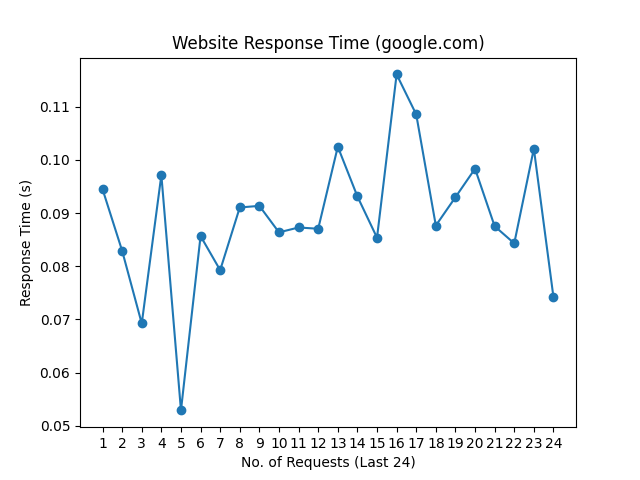 Website Response Time (google.com)
Response Time (s)
0.11
0.10
0.09
0.08
0.07
0.06
0.05
1 2 3 4 5 6 7 8 9 10 11 12 13 14 15 16 17 18 19 20 21 22 23 24
No. of Requests (Last 24)